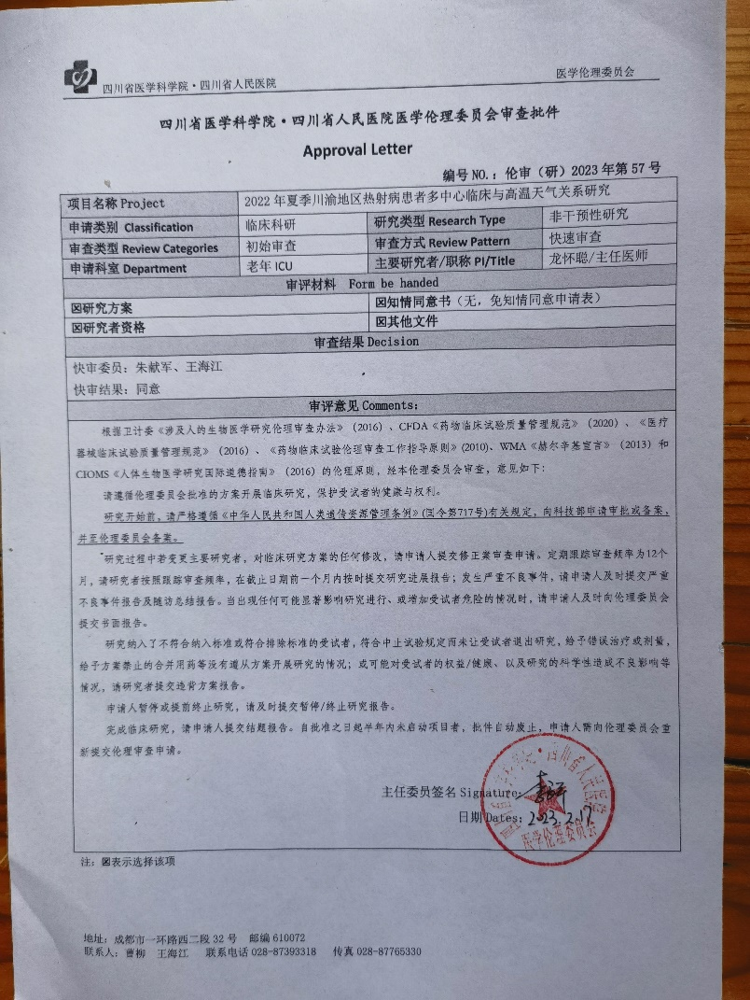 四川省医学科学院·四川省人民医院
医学伦理委员会
四川省医学科学院·四川省人民医院医学伦理委员会审查批件
Approval Letter
编号 NO.：伦审（研）2023 年第 57 号
项目名称 Project 2022 年夏季川渝地区热射病患者多中心临床与高温天气关系研究
申请类别 Classification 临床科研 研究类型 Research Type 非干预性研究
审查类型 Review Categories 初始审查 审查方式 Review Pattern 快速审查
申请科室 Department 老年 ICU 主要研究者/职称 PI/Title 龙怀聪/主任医师
审评材料 Form be handed
☒研究方案 ☒知情同意书（无，免知情同意申请表）
☒研究者资格 ☒其他文件
审查结果 Decision
快审委员：朱献军、王海江
快审结果：同意
审评意见 Comments:
根据卫计委《涉及人的生物医学研究伦理审查办法》（2016）、CFDA《药物临床试验质量管理规范》（2020）、《医疗
器械临床试验质量管理规范》（2016）、《药物临床试验伦理审查工作指导原则》(2010)、WMA《赫尔辛基宣言》（2013）和
CIOMS《人体生物医学研究国际道德指南》（2016）的伦理原则，经本伦理委员会审查，意见如下：
请遵循伦理委员会批准的方案开展临床研究，保护受试者的健康与权利。
研究开始前，请严格遵循《中华人民共和国人类遗传资源管理条例》(国令第717号)有关规定，向科技部申请审批或备案，
并至伦理委员会备案。
研究过程中若变更主要研究者，对临床研究方案的任何修改，请申请人提交修正案审查申请。定期跟踪审查频率为12个
月，请研究者按照跟踪审查频率，在截止日期前一个月内按时提交研究进展报告；发生严重不良事件，请申请人及时提交严重
不良事件报告及随访总结报告。当出现任何可能显著影响研究进行、或增加受试者危险的情况时，请申请人及时向伦理委员会
提交书面报告。
研究纳入了不符合纳入标准或符合排除标准的受试者，符合中止试验规定而未让受试者退出研究，给予错误治疗或剂量，
给予方案禁止的合并用药等没有遵从方案开展研究的情况；或可能对受试者的权益/健康、以及研究的科学性造成不良影响等
情况，请研究者提交违背方案报告。
申请人暂停或提前终止研究，请及时提交暂停/终止研究报告。
完成临床研究，请申请人提交结题报告。自批准之日起半年内未启动项目者，批件自动废止，申请人需向伦理委员会重
新提交伦理审查申请。
主任委员签名 Signature:
日期 Dates: 2023.2.17
医学伦理委员会
注：☒表示选择该项
地址：成都市一环路西二段 32 号 邮编 610072
联系人：曹柳 王海江 联系电话 028-87393318 传真 028-87765330